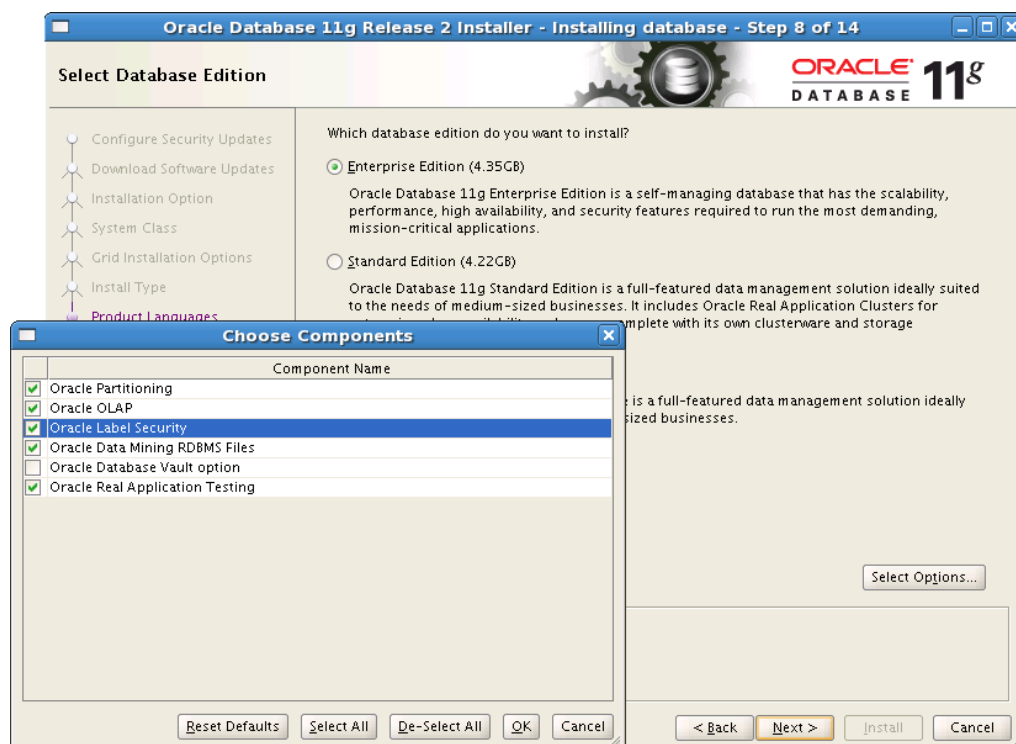 Oracle Database 11g Release 2 Installer - Installing database - Step 8 of 14
Select Database Edition
ORACLE
DATABASE
11g
Configure Security Updates
Download Software Updates
Installation Option
System Class
Grid Installation Options
Install Type
Product Languages
Which database edition do you want to install?
Enterprise Edition (4.35GB)
Oracle Database 11g Enterprise Edition is a self-managing database that has the scalability,
performance, high availability, and security features required to run the most demanding,
mission-critical applications.
Standard Edition (4.22GB)
Oracle Database 11g Standard Edition is a full-featured data management solution ideally suited
to the needs of medium-sized businesses. It includes Oracle Real Application Clusters for
mplete with its own clusterware and storage
is a full-featured data management solution ideally
sized businesses.
Select Options...
Choose Components
Component Name
Oracle Partitioning
Oracle OLAP
Oracle Label Security
Oracle Data Mining RDBMS Files
Oracle Database Vault option
Oracle Real Application Testing
Reset Defaults
Select All
De-Select All
OK
Cancel
< Back
Next >
Install
Cancel